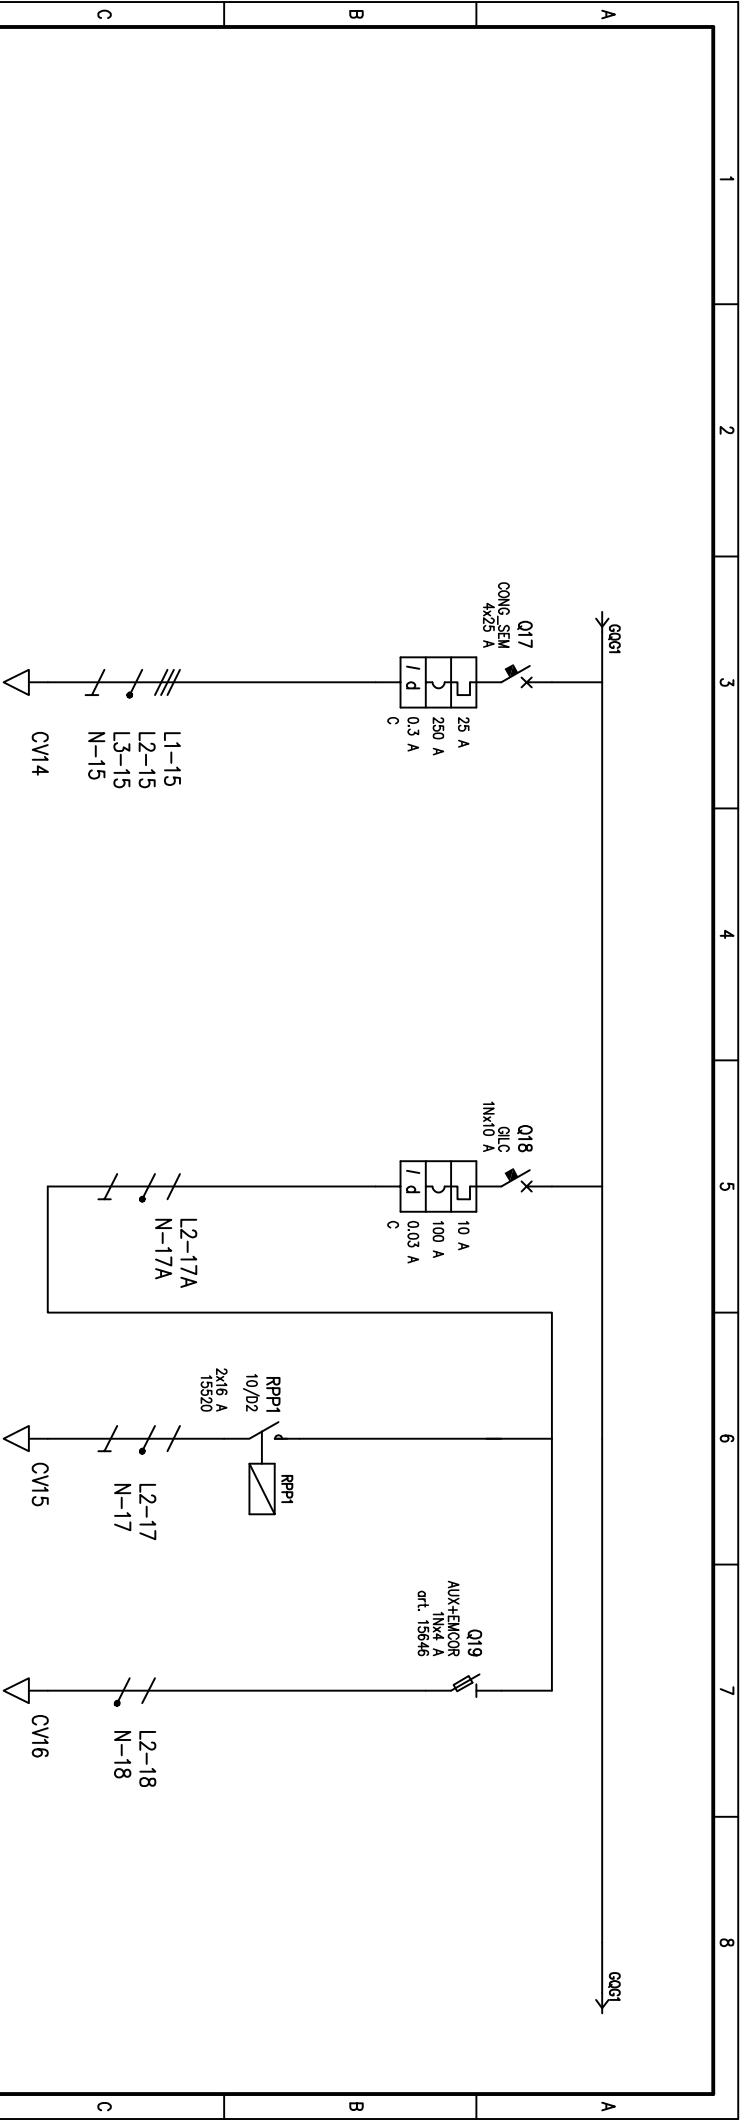 1
2
3
4
5
6
7
8
A
A
B
B
C
C
GQG1
GQG1
Q17
CONG_SEM
4x25 A
25 A
250 A
I d
0.3 A
C
L1-15
L2-15
L3-15
N-15
CV14
Q18
GILC
1Nx10 A
10 A
100 A
I d
0.03 A
C
L2-17A
N-17A
RPP1
10/D2
2x16 A
15520
RPP1
L2-17
N-17
CV15
Q19
AUX+EMCOR
1Nx4 A
art. 15646
L2-18
N-18
CV16